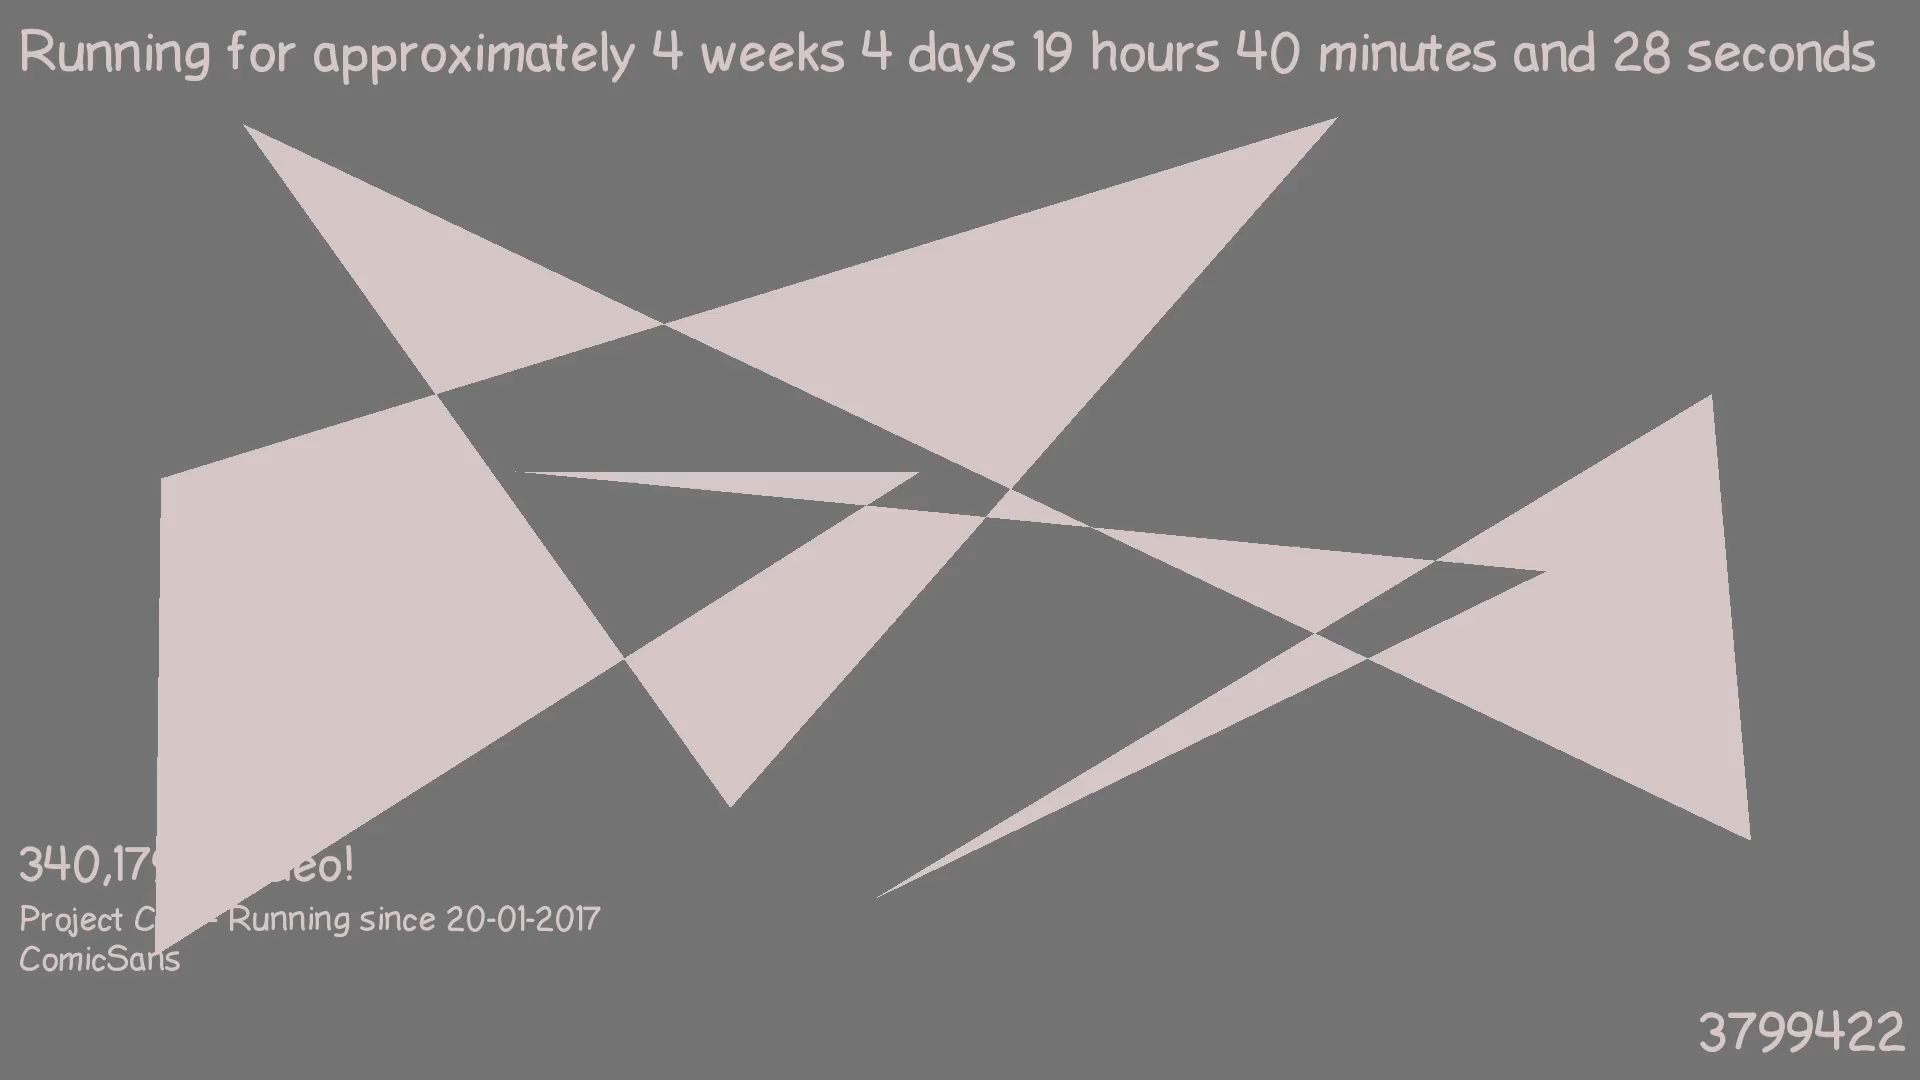 Running for approximately 4 weeks 4 days 19 hours 40 minutes and 28 seconds
340,17 eo!
Project C - Running since 20-01-2017
ComicSans
3799422